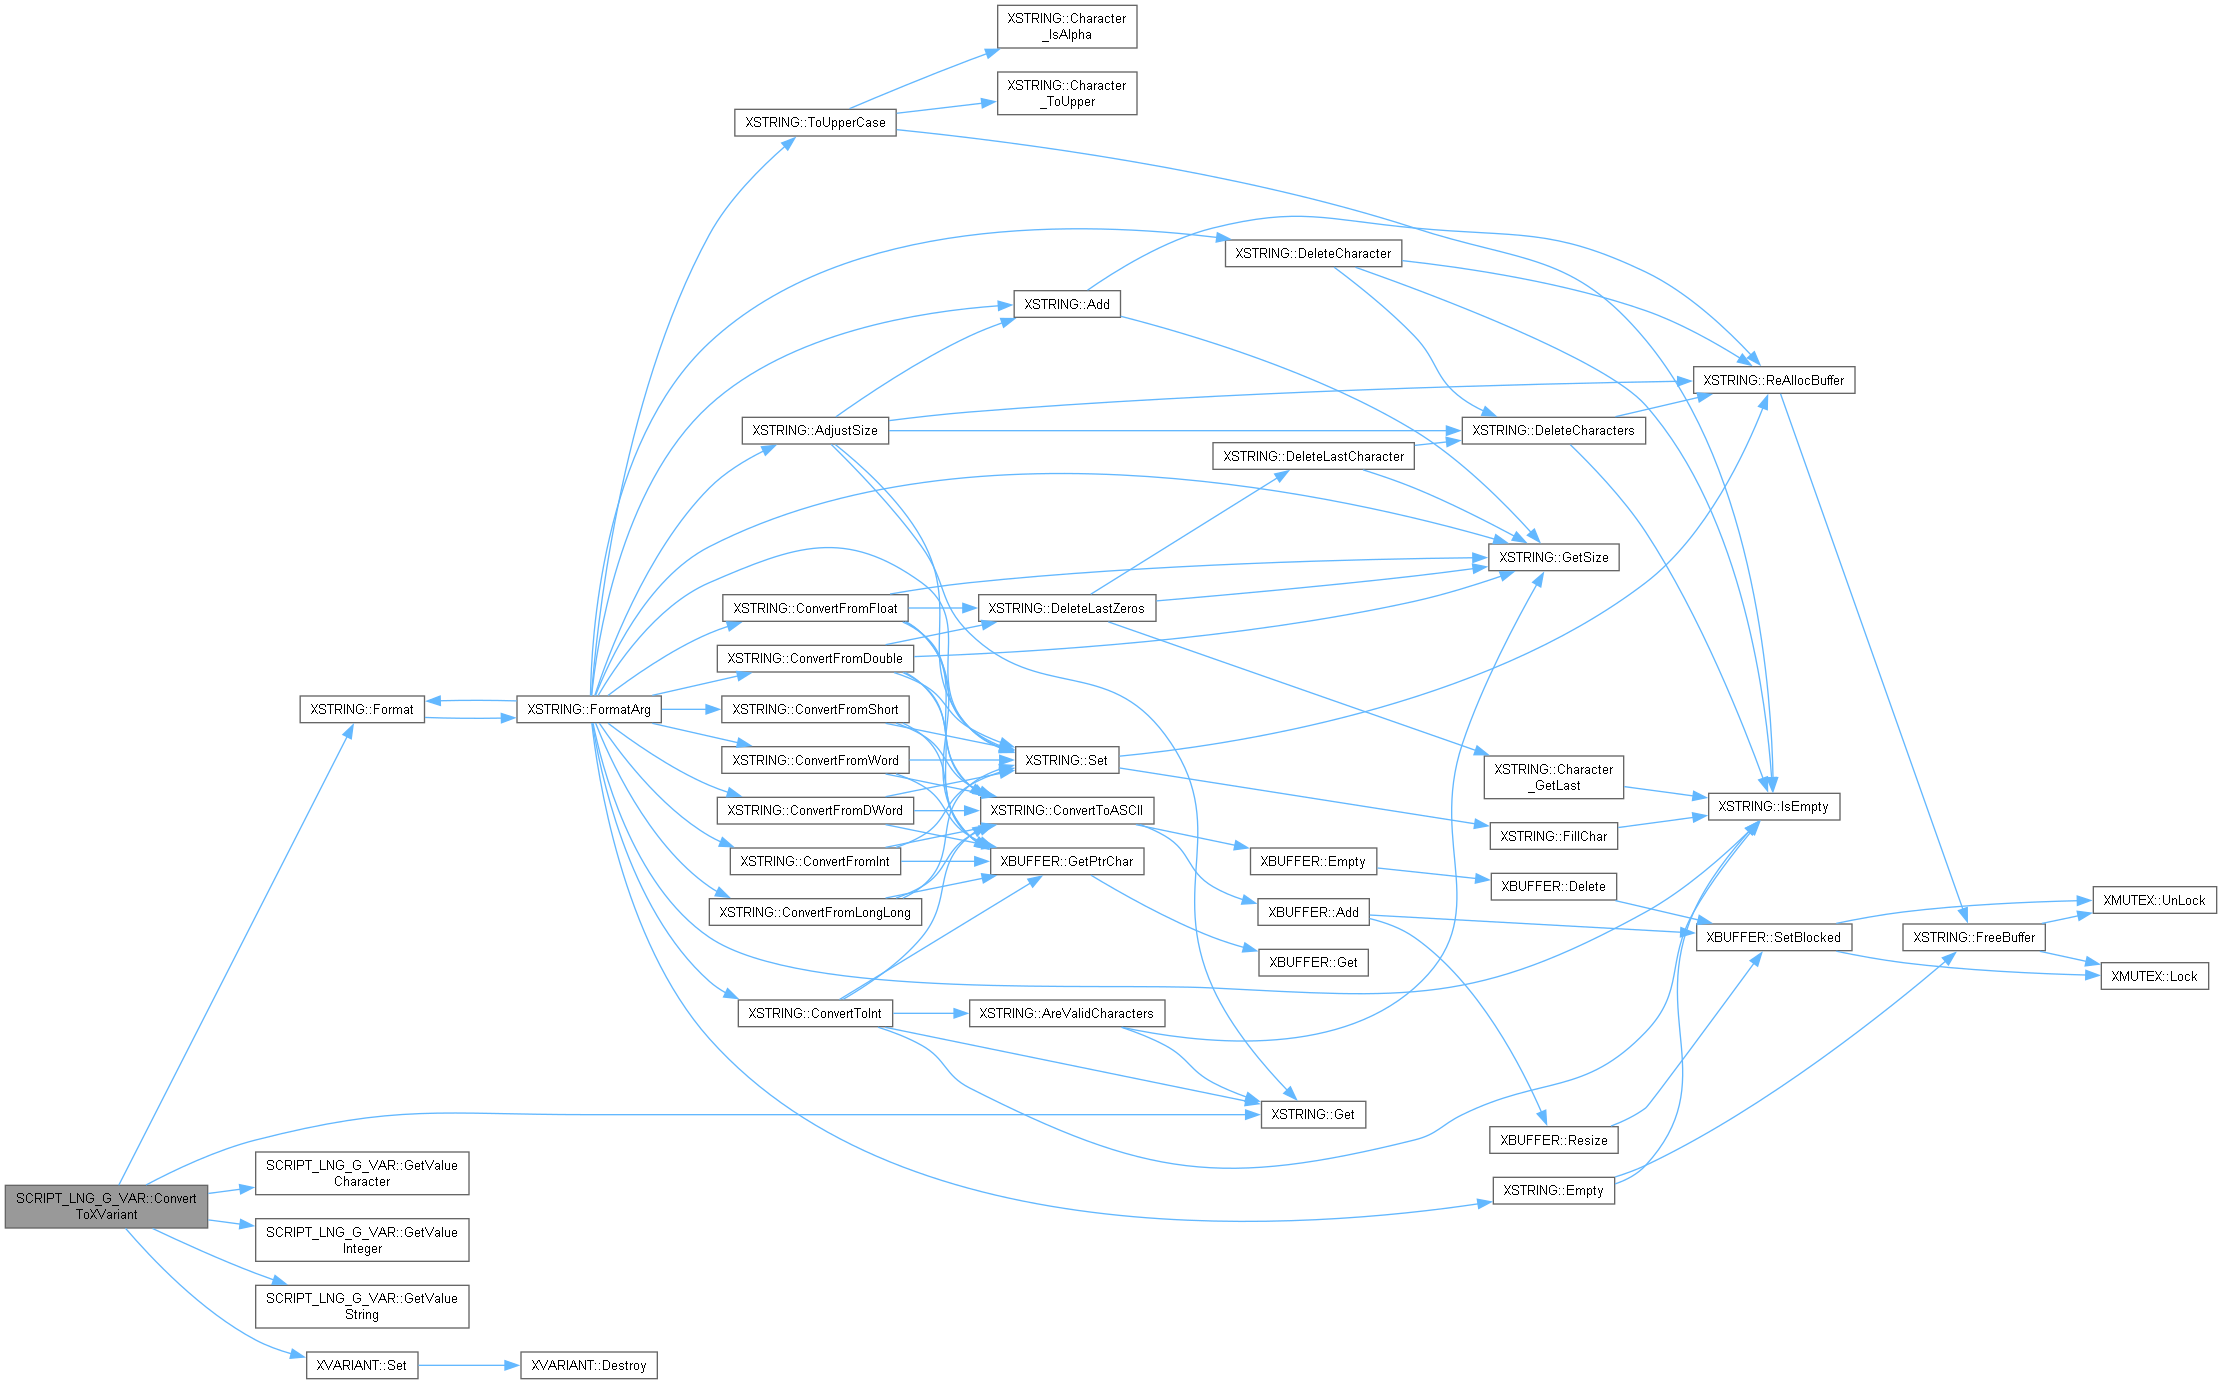 XSTRING::Character
_IsAlpha
XSTRING::Character
_ToUpper
XSTRING::ToUpperCase
XSTRING::DeleteCharacter
XSTRING::Add
XSTRING::ReAllocBuffer
XSTRING::AdjustSize
XSTRING::DeleteCharacters
XSTRING::DeleteLastCharacter
XSTRING::GetSize
XSTRING::ConvertFromFloat
XSTRING::DeleteLastZeros
XSTRING::ConvertFromDouble
XSTRING::Format
XSTRING::FormatArg
XSTRING::ConvertFromShort
XSTRING::ConvertFromWord
XSTRING::Set
XSTRING::Character
_GetLast
XSTRING::ConvertFromDWord
XSTRING::ConvertToASCII
XSTRING::IsEmpty
XSTRING::FillChar
XSTRING::ConvertFromInt
XBUFFER::GetPtrChar
XBUFFER::Empty
XBUFFER::Delete
XMUTEX::UnLock
XSTRING::ConvertFromLongLong
XBUFFER::Add
XBUFFER::SetBlocked
XSTRING::FreeBuffer
XBUFFER::Get
XMUTEX::Lock
XSTRING::ConvertToInt
XSTRING::AreValidCharacters
XSTRING::Get
XBUFFER::Resize
SCRIPT_LNG_G_VAR::GetValue
Character
XSTRING::Empty
SCRIPT_LNG_G_VAR::Convert
ToXVariant
SCRIPT_LNG_G_VAR::GetValue
Integer
SCRIPT_LNG_G_VAR::GetValue
String
XVARIANT::Set
XVARIANT::Destroy